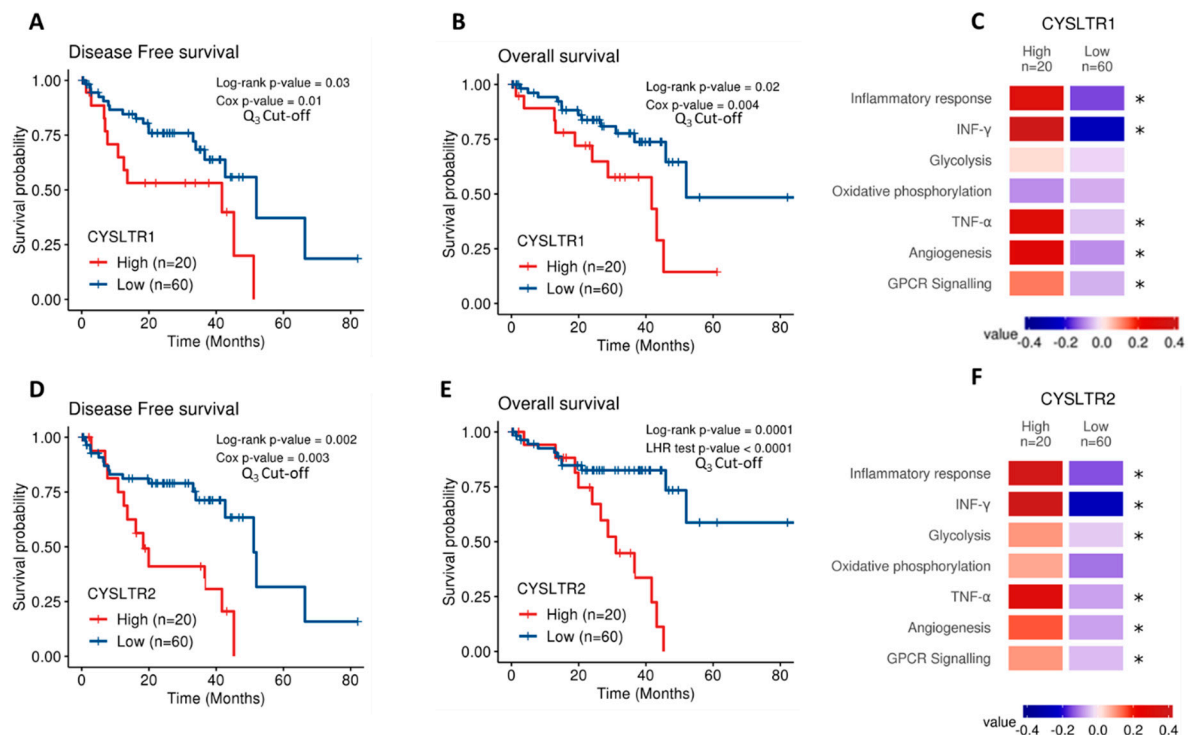 A
Disease Free survival
Log-rank p-value = 0.03
Cox p-value = 0.01
Q3 Cut-off
Survival probability
1.00
0.75
0.50
0.25
0.00
CYSLTR1
High (n=20)
Low (n=60)
0 20 40 60 80
Time (Months)
B
Overall survival
Log-rank p-value = 0.02
Cox p-value = 0.004
Q3 Cut-off
Survival probability
1.00
0.75
0.50
0.25
0.00
CYSLTR1
High (n=20)
Low (n=60)
0 20 40 60 80
Time (Months)
C
CYSLTR1
High Low
n=20 n=60
Inflammatory response *
INF-γ *
Glycolysis
Oxidative phosphorylation
TNF-α *
Angiogenesis *
GPCR Signalling *
value
-0.4 -0.2 0.0 0.2 0.4
D
Disease Free survival
Log-rank p-value = 0.002
Cox p-value = 0.003
Q3 Cut-off
Survival probability
1.00
0.75
0.50
0.25
0.00
CYSLTR2
High (n=20)
Low (n=60)
0 20 40 60 80
Time (Months)
E
Overall survival
Log-rank p-value = 0.0001
LHR test p-value < 0.0001
Q3 Cut-off
Survival probability
1.00
0.75
0.50
0.25
0.00
CYSLTR2
High (n=20)
Low (n=60)
0 20 40 60 80
Time (Months)
F
CYSLTR2
High Low
n=20 n=60
Inflammatory response *
INF-γ *
Glycolysis *
Oxidative phosphorylation
TNF-α *
Angiogenesis *
GPCR Signalling *
value
-0.4 -0.2 0.0 0.2 0.4